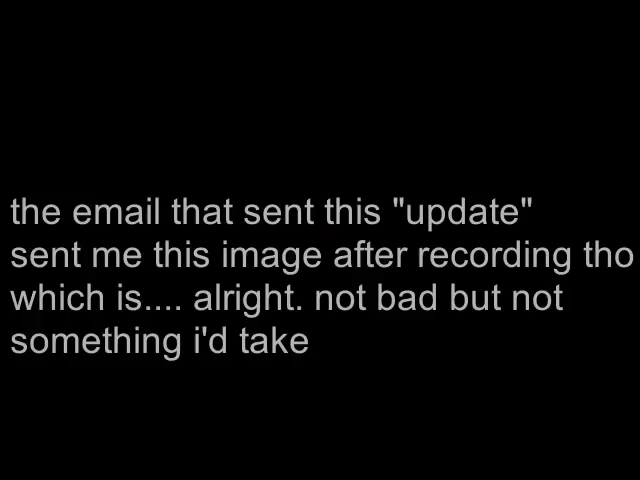 the email that sent this "update"
sent me this image after recording tho
which is.... alright. not bad but not
something i'd take